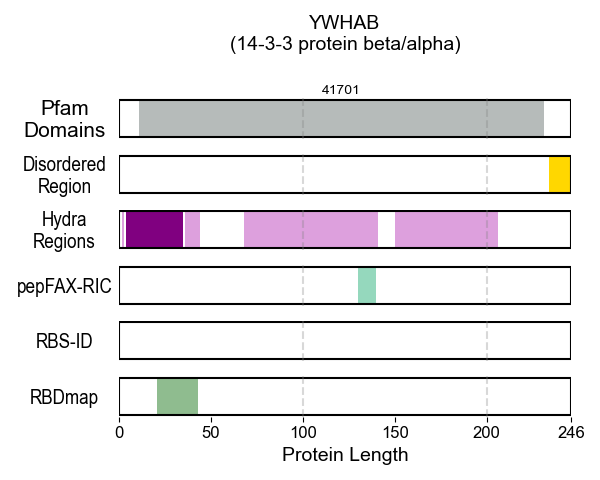 YWHAB
(14-3-3 protein beta/alpha)
41701
Pfam
Domains
Disordered
Region
Hydra
Regions
pepFAX-RIC
RBS-ID
RBDmap
0 50 100 150 200 246
Protein Length